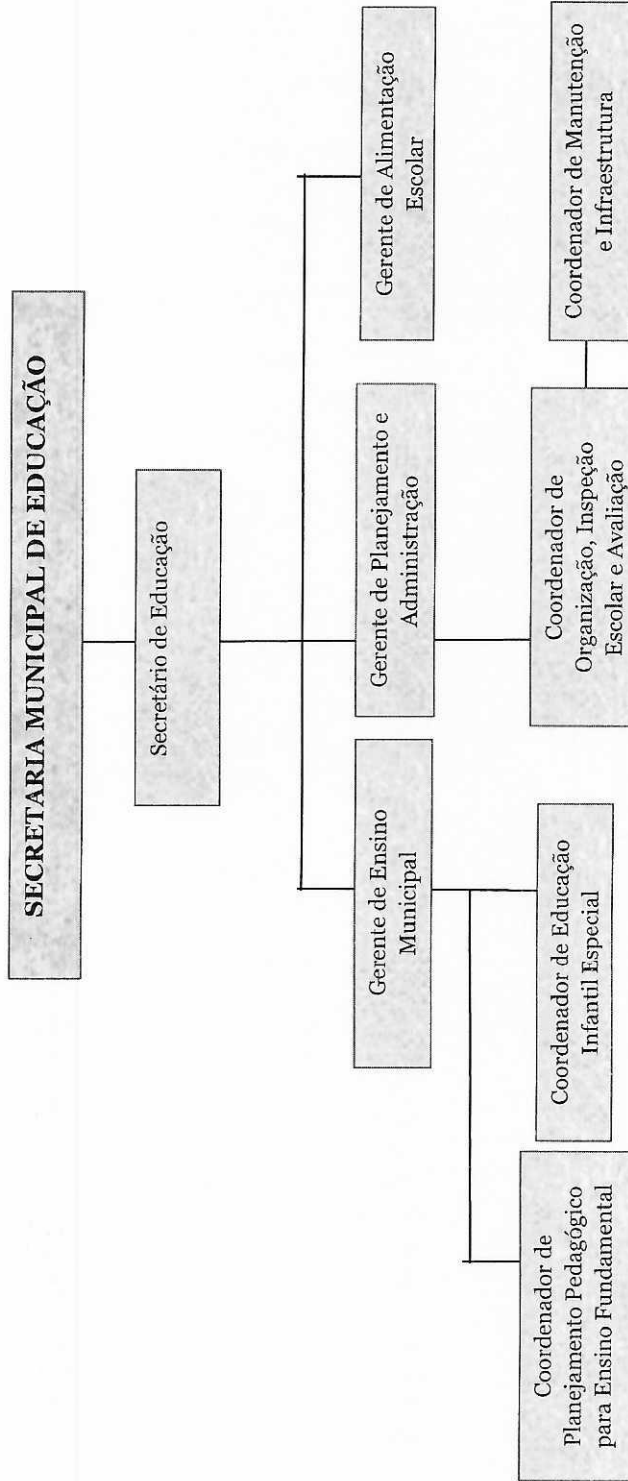 SECRETARIA MUNICIPAL DE EDUCAÇÃO
Secretário de Educação
Gerente de Ensino
Municipal
Gerente de Planejamento e
Administração
Gerente de Alimentação
Escolar
Coordenador de
Planejamento Pedagógico
para Ensino Fundamental
Coordenador de Educação
Infantil Especial
Coordenador de
Organização, Inspeção
Escolar e Avaliação
Coordenador de Manutenção
e Infraestrutura